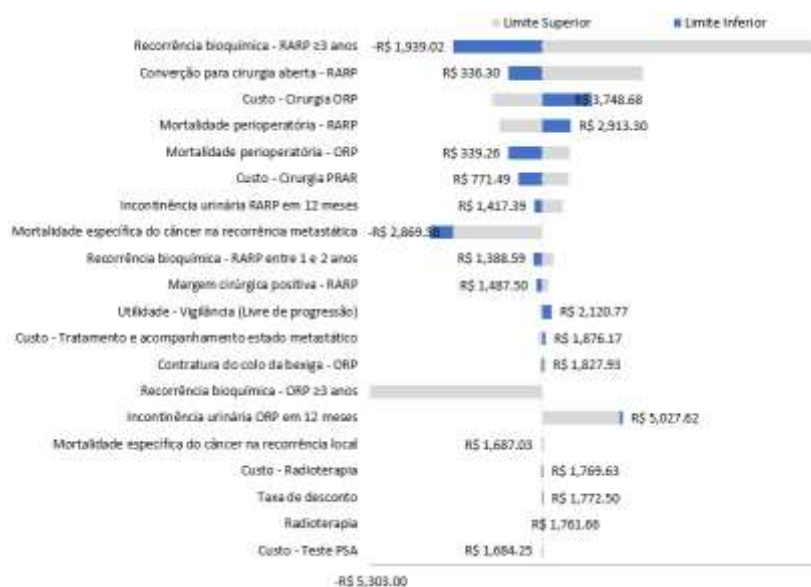 Limite Superior Limite Inferior
Recorrência bioquímica - RARP ≥3 anos -R$ 1,939.02
Converção para cirurgia aberta - RARP R$ 336.30
Custo - Cirurgia ORP R$ 3,748.68
Mortalidade perioperatória - RARP R$ 2,913.30
Mortalidade perioperatória - ORP R$ 339.26
Custo - Cirurgia PRAR R$ 771.49
Incontinência urinária RARP em 12 meses R$ 1,417.39
Mortalidade específica do câncer na recorrência metastática -R$ 2,869.50
Recorrência bioquímica - RARP entre 1 e 2 anos R$ 1,388.59
Margem cirúrgica positiva - RARP R$ 1,487.50
Utilidade - Vigilância (Livre de progressão) R$ 2,120.77
Custo - Tratamento e acompanhamento estado metastático R$ 1,876.17
Contratura do colo da bexiga - ORP R$ 1,827.93
Recorrência bioquímica - ORP ≥3 anos
Incontinência urinária ORP em 12 meses R$ 5,027.62
Mortalidade específica do câncer na recorrência local R$ 1,687.03
Custo - Radioterapia R$ 1,769.63
Taxa de desconto R$ 1,772.50
Radioterapia R$ 1,761.66
Custo - Teste PSA R$ 1,684.25
-R$ 5,303.00